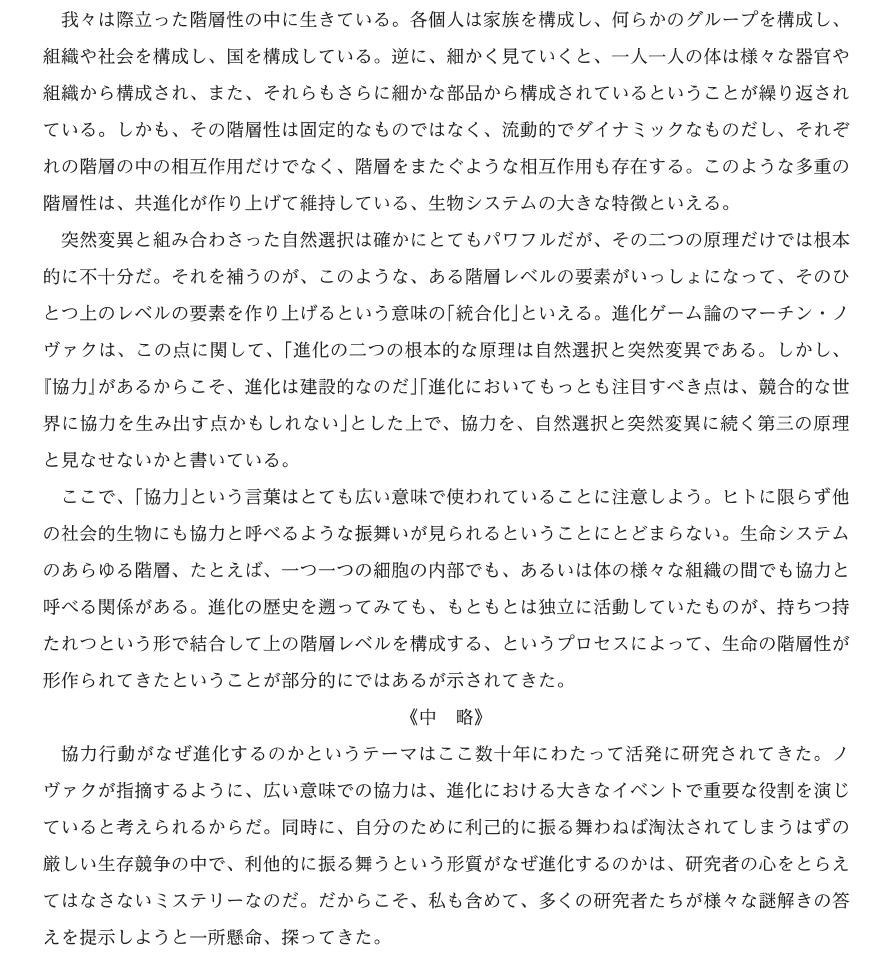 我々は際立った階層性の中に生きている。各個人は家族を構成し、何らかのグループを構成し、
組織や社会を構成し、国を構成している。逆に、細かく見ていくと、一人一人の体は様々な器官や
組織から構成され、また、それらもさらに細かな部品から構成されているということが繰り返され
ている。しかも、その階層性は固定的なものではなく、流動的でダイナミックなものだし、それぞ
れの階層の中の相互作用だけでなく、階層をまたぐような相互作用も存在する。このような多重の
階層性は、共進化が作り上げて維持している、生物システムの大きな特徴といえる。
突然変異と組み合わさった自然選択は確かにとてもパワフルだが、その二つの原理だけでは根本
的に不十分だ。それを補うのが、このような、ある階層レベルの要素がいっしょになって、そのひ
とつ上のレベルの要素を作り上げるという意味の「統合化」といえる。進化ゲーム論のマーチン・ノ
ヴァクは、この点に関して、「進化の二つの根本的な原理は自然選択と突然変異である。しかし、
『協力』があるからこそ、進化は建設的なのだ」「進化においてもっとも注目すべき点は、競合的な世
界に協力を生み出す点かもしれない」とした上で、協力を、自然選択と突然変異に続く第三の原理
と見なせないかと書いている。
ここで、「協力」という言葉はとても広い意味で使われていることに注意しよう。ヒトに限らず他
の社会的生物にも協力と呼べるような振舞いが見られるということにとどまらない。生命システム
のあらゆる階層、たとえば、一つ一つの細胞の内部でも、あるいは体の様々な組織の間でも協力と
呼べる関係がある。進化の歴史を遡ってみても、もともとは独立に活動していたものが、持ちつ持
たれつという形で結合して上の階層レベルを構成する、というプロセスによって、生命の階層性が
形作られてきたということが部分的にではあるが示されてきた。
《中　略》
協力行動がなぜ進化するのかというテーマはここ数十年にわたって活発に研究されてきた。ノ
ヴァクが指摘するように、広い意味での協力は、進化における大きなイベントで重要な役割を演じ
ていると考えられるからだ。同時に、自分のために利己的に振る舞わねば淘汰されてしまうはずの
厳しい生存競争の中で、利他的に振る舞うという形質がなぜ進化するのかは、研究者の心をとらえ
てはなさないミステリーなのだ。だからこそ、私も含めて、多くの研究者たちが様々な謎解きの答
えを提示しようと一所懸命、探ってきた。